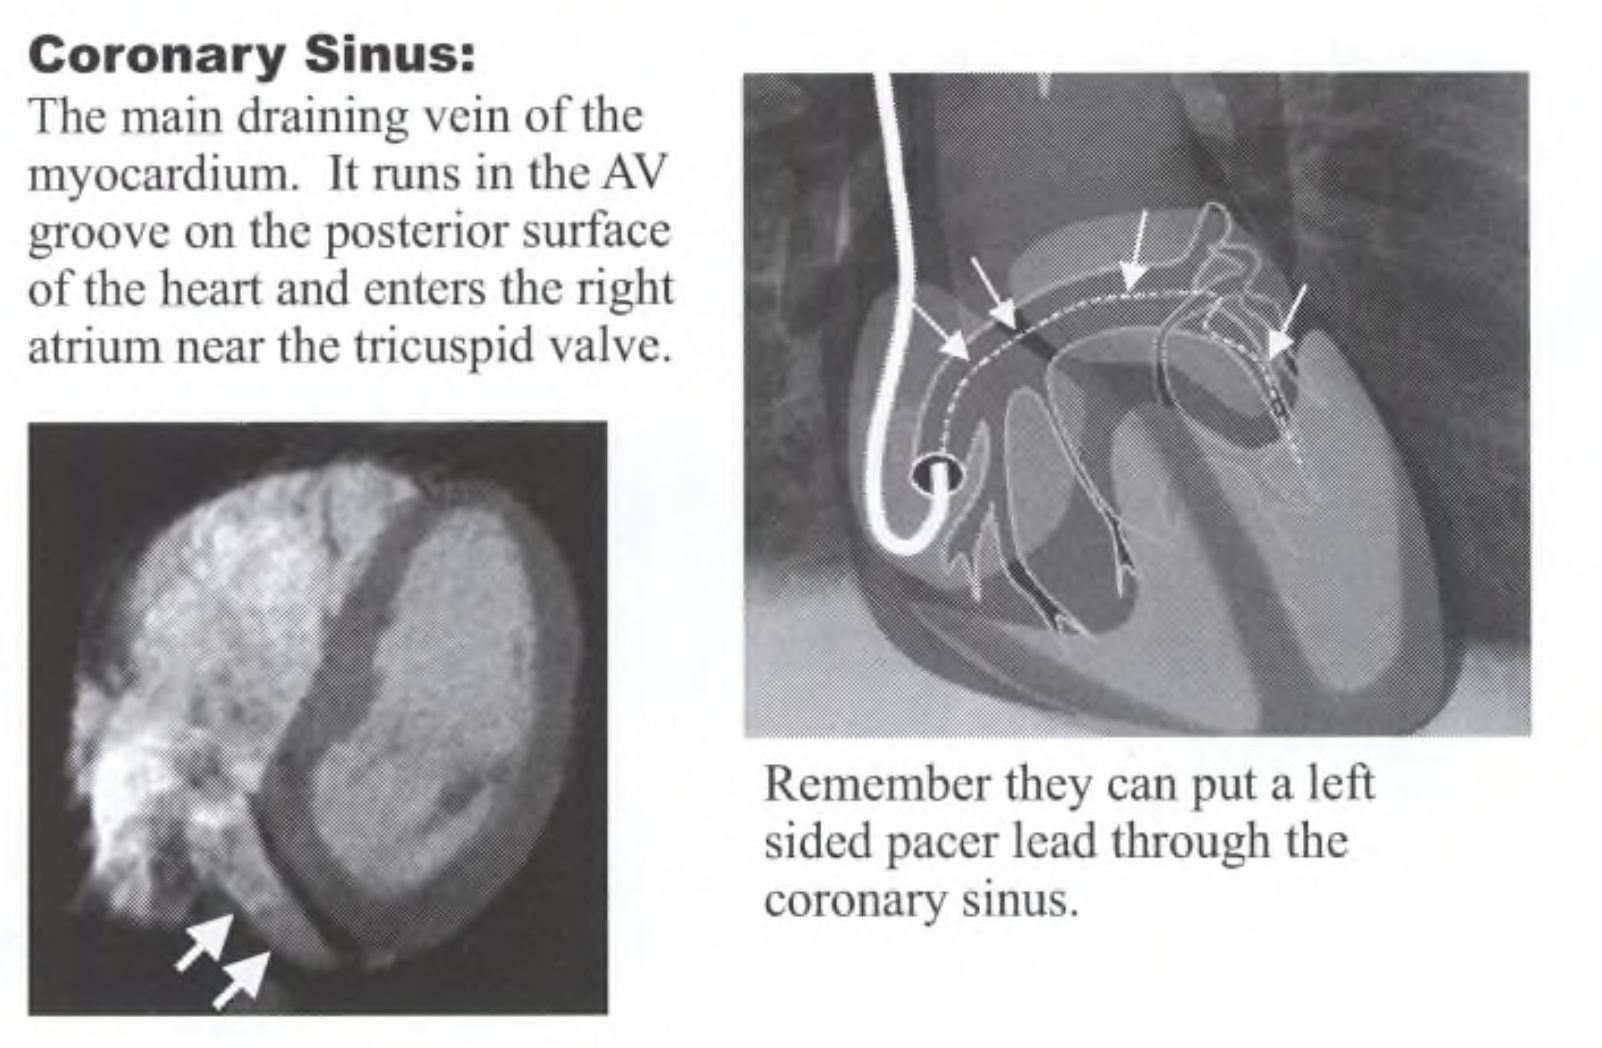 Coronary Sinus:
The main draining vein of the
myocardium. It runs in the AV
groove on the posterior surface
of the heart and enters the right
atrium near the tricuspid valve.
Remember they can put a left
sided pacer lead through the
coronary sinus.